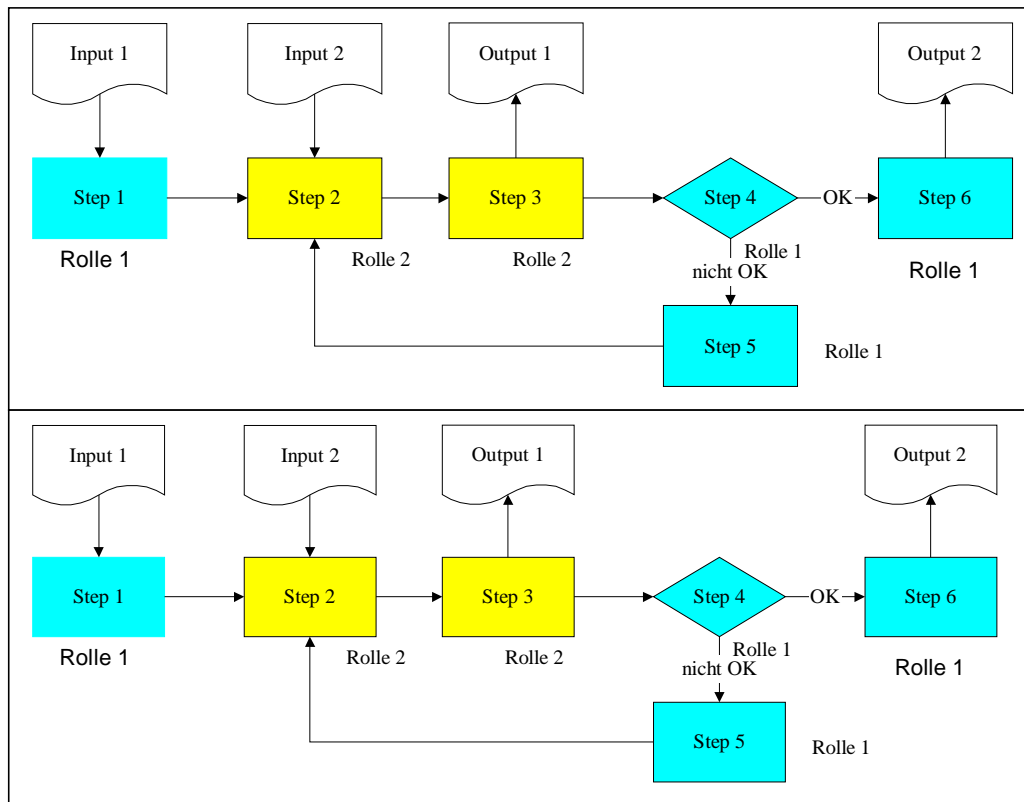 Input 1
Input 2
Output 1
Output 2
Step 1
Step 2
Step 3
Step 4
OK
Step 6
Rolle 1
Rolle 2
Rolle 2
Rolle 1
Rolle 1
nicht OK
Step 5
Rolle 1
Input 1
Input 2
Output 1
Output 2
Step 1
Step 2
Step 3
Step 4
OK
Step 6
Rolle 1
Rolle 2
Rolle 2
Rolle 1
Rolle 1
nicht OK
Step 5
Rolle 1